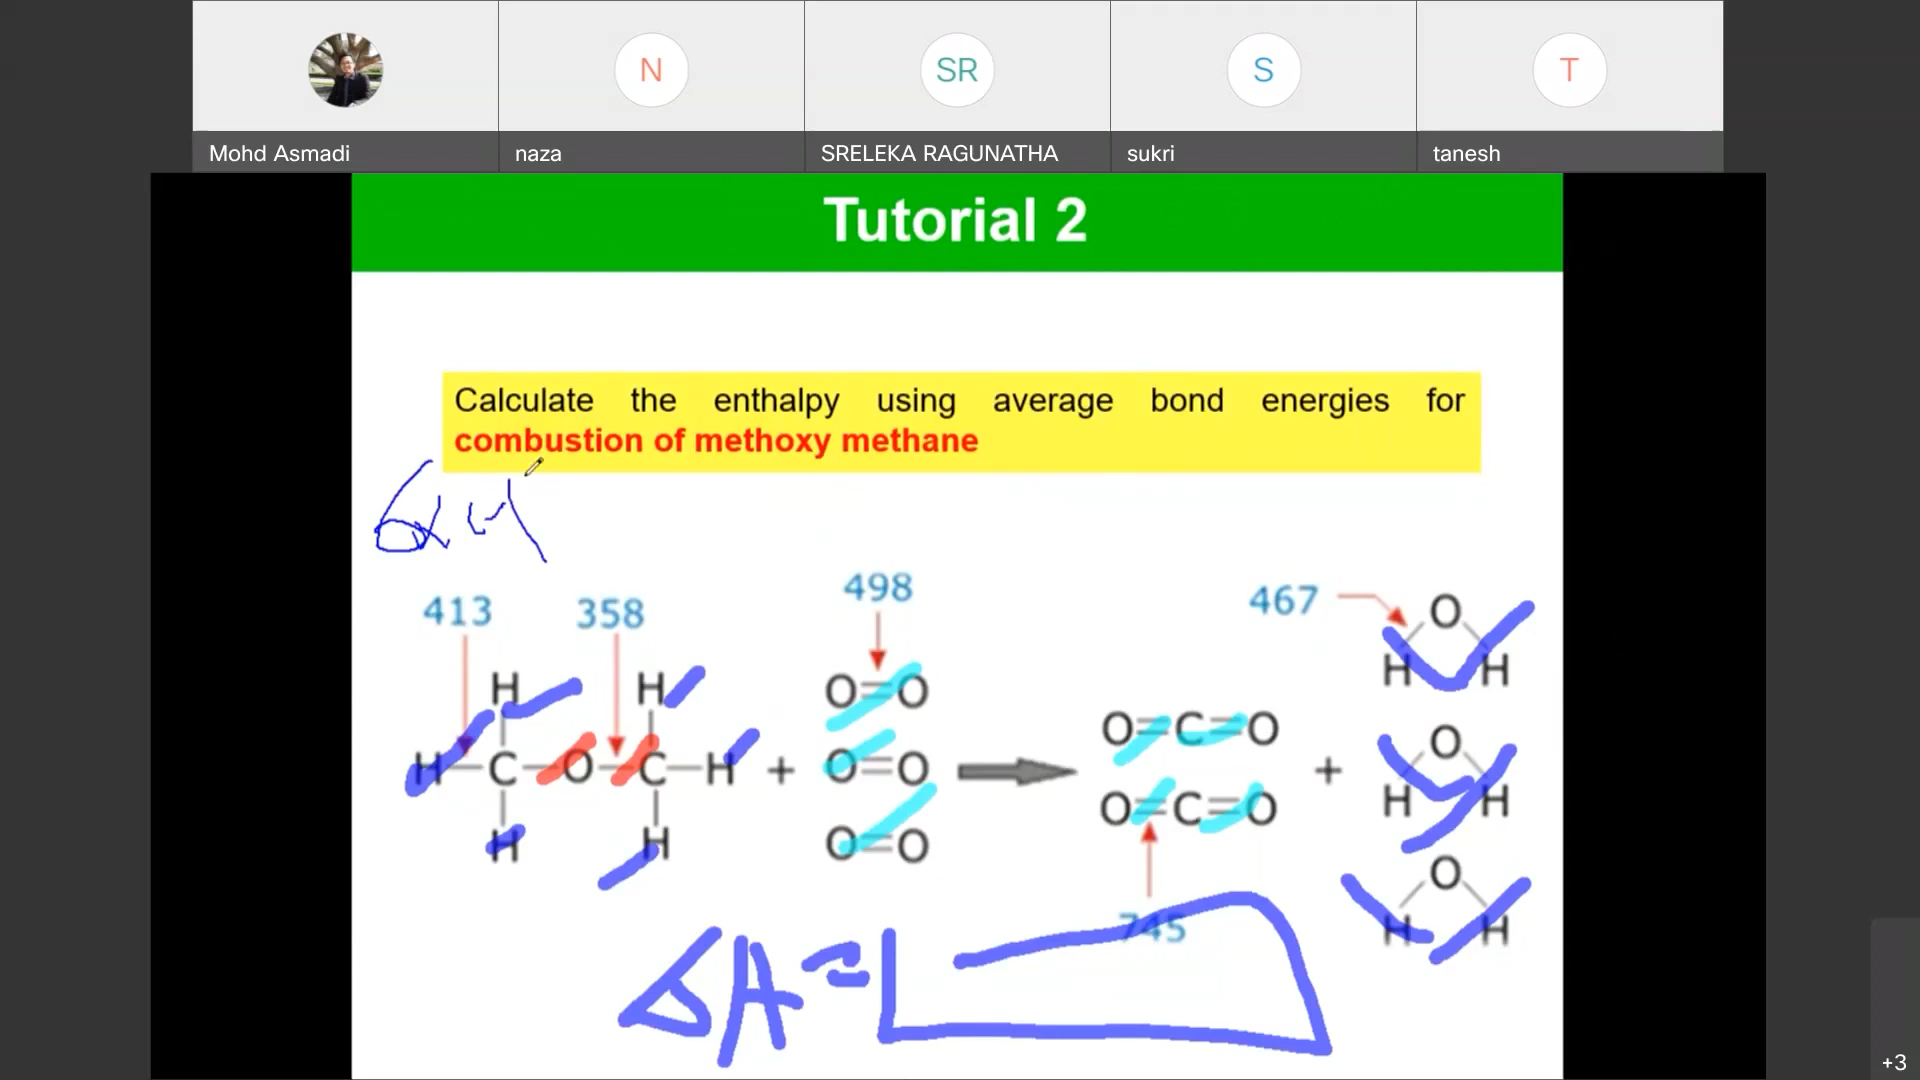 N
SR
S
T
Mohd Asmadi
naza
SRELEKA RAGUNATHA
sukri
tanesh
Tutorial 2
Calculate the enthalpy using average bond energies for
combustion of methoxy methane
6x4
413
358
498
467
H
H
O=O
O
H
H
O=C=O
H—C—O—C—H
+
O=O
+
O
H
H
O=C=O
H
H
O=O
O
H
H
745
ΔH=
+3